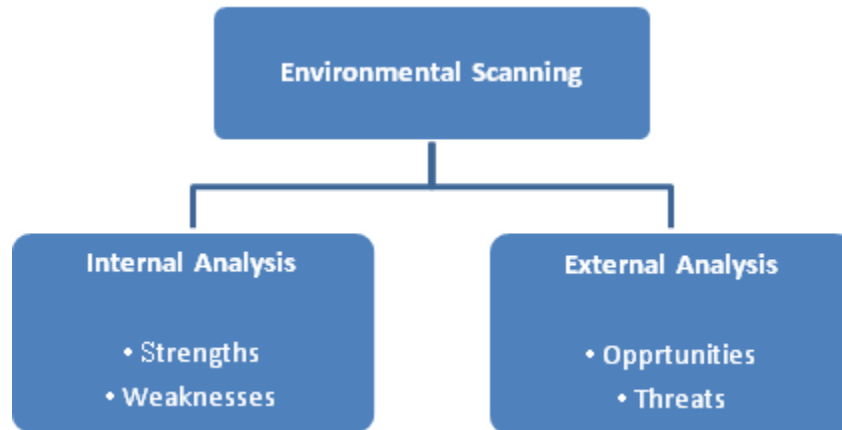 Environmental Scanning
Internal Analysis
• Strengths
• Weaknesses
External Analysis
• Opprtunities
• Threats